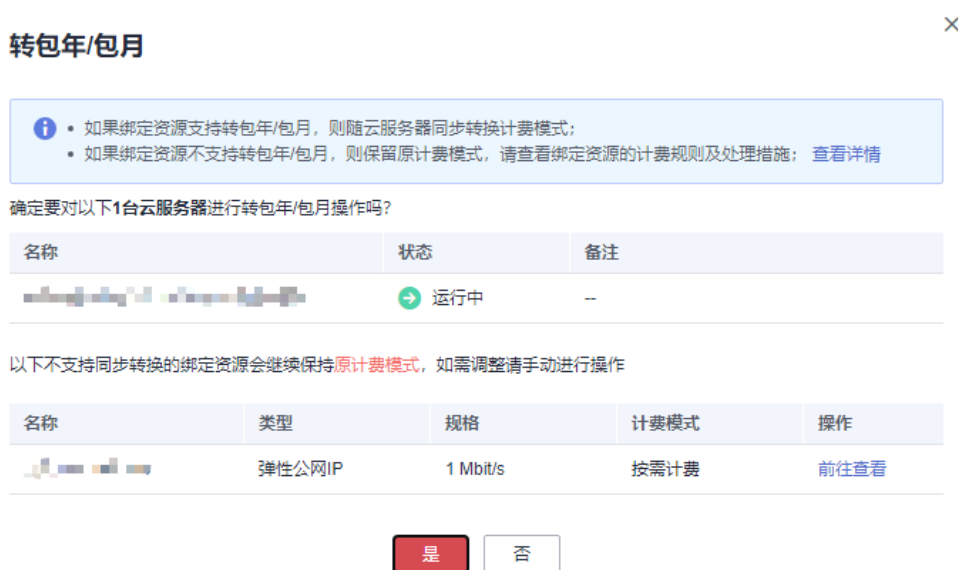 转包年/包月
如果绑定资源支持转包年/包月，则随云服务器同步转换计费模式；
如果绑定资源不支持转包年/包月，则保留原计费模式，请查看绑定资源的计费规则及处理措施； 查看详情
确定要对以下1台云服务器进行转包年/包月操作吗？
名称 状态 备注
运行中 --
以下不支持同步转换的绑定资源会继续保持原计费模式，如需调整请手动进行操作
名称 类型 规格 计费模式 操作
弹性公网IP 1 Mbit/s 按需计费 前往查看
是 否